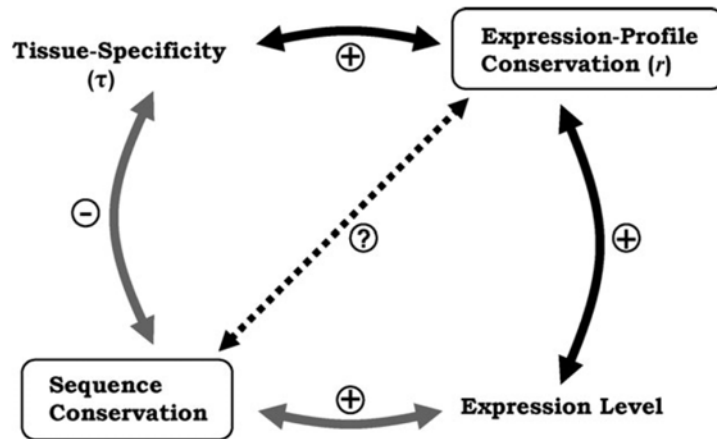 Tissue-Specificity
(τ)
+
Expression-Profile
Conservation (r)
−
?
+
Sequence
Conservation
+
Expression Level